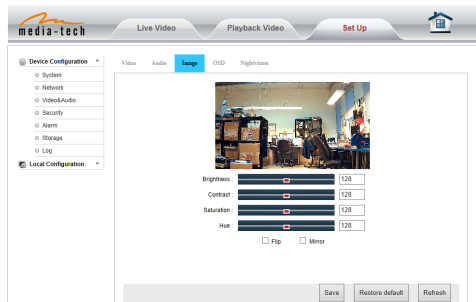 media-tech
Live Video
Playback Video
Set Up
Device Configuration
System
Network
Video&Audio
Security
Alarm
Storage
Log
Local Configuration
Video Audio Image OSD Nightvision
Brightness : 128
Contrast : 128
Saturation : 128
Hue : 128
Flip Mirror
Save Restore default Refresh